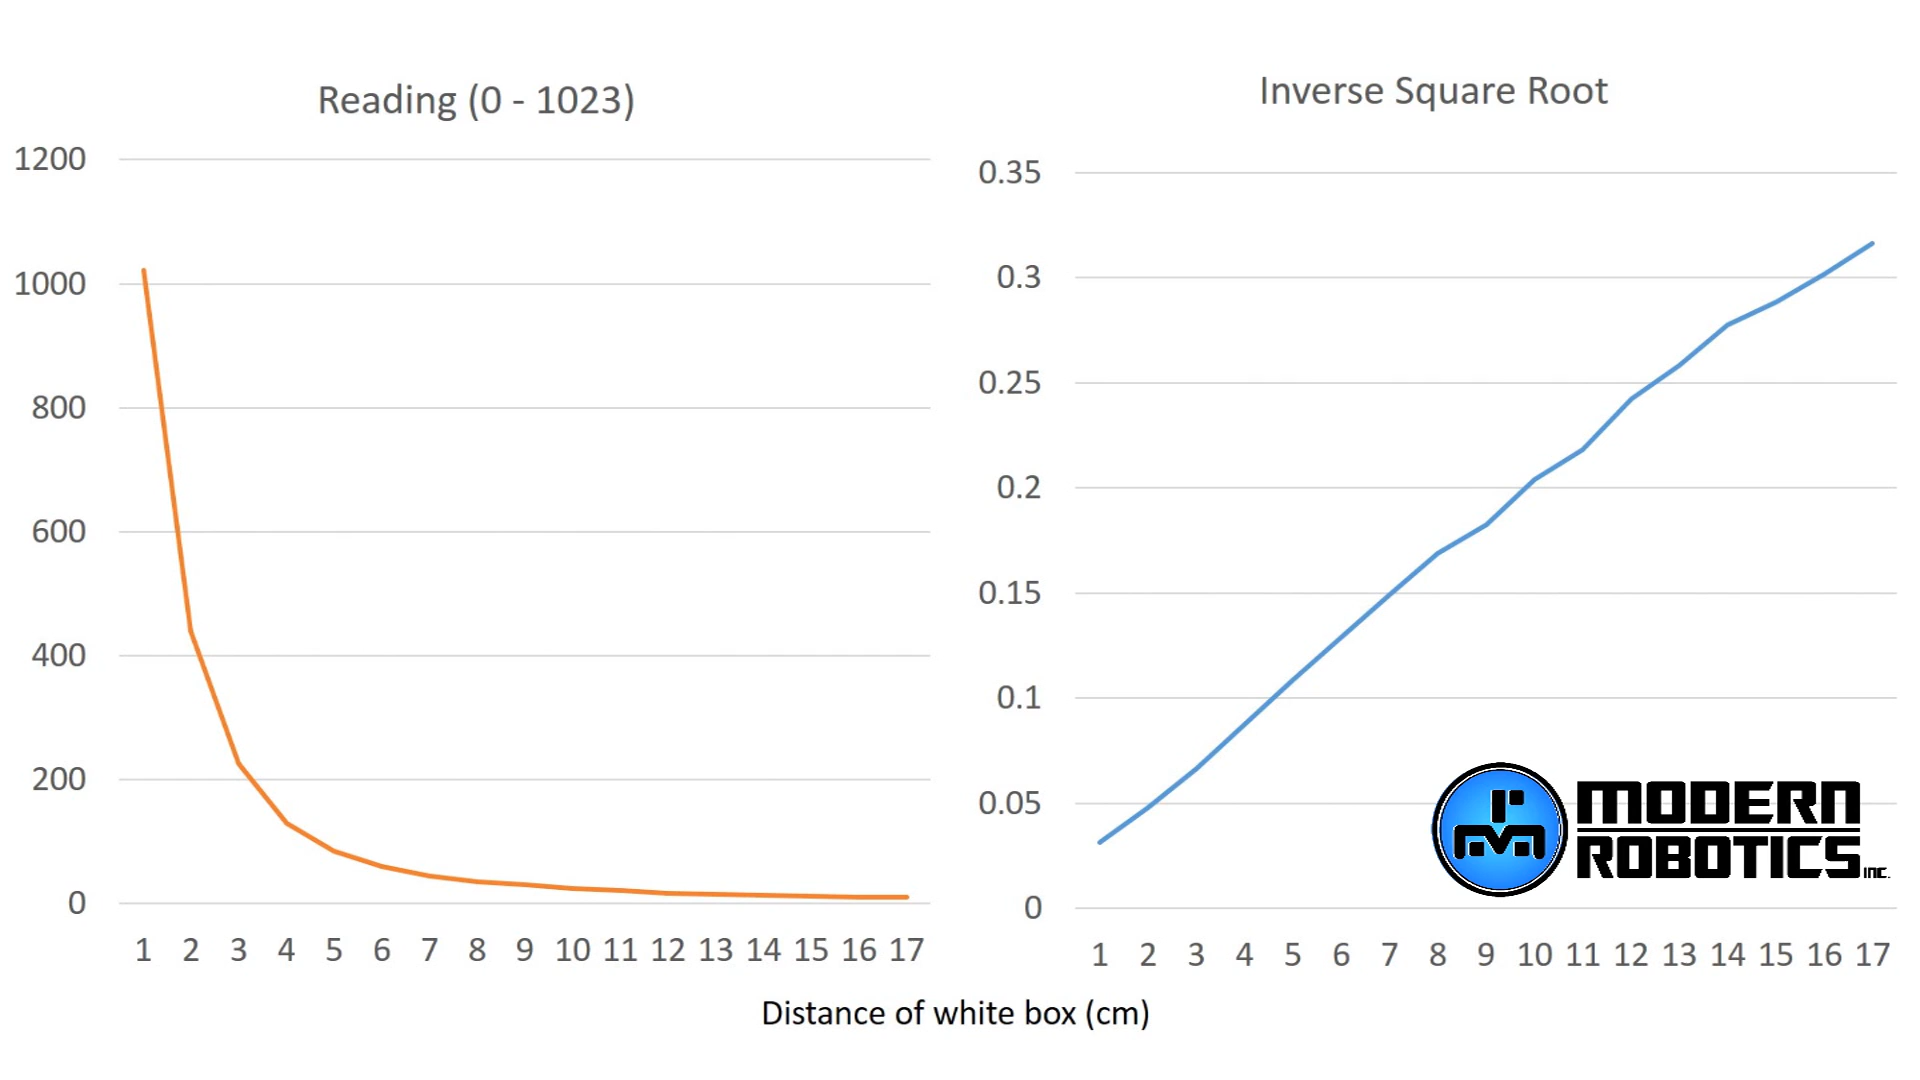 Reading (0 - 1023)
1200
1000
800
600
400
200
0
1 2 3 4 5 6 7 8 9 10 11 12 13 14 15 16 17
Inverse Square Root
0.35
0.3
0.25
0.2
0.15
0.1
0.05
0
1 2 3 4 5 6 7 8 9 10 11 12 13 14 15 16 17
MODERN
ROBOTICS INC.
Distance of white box (cm)